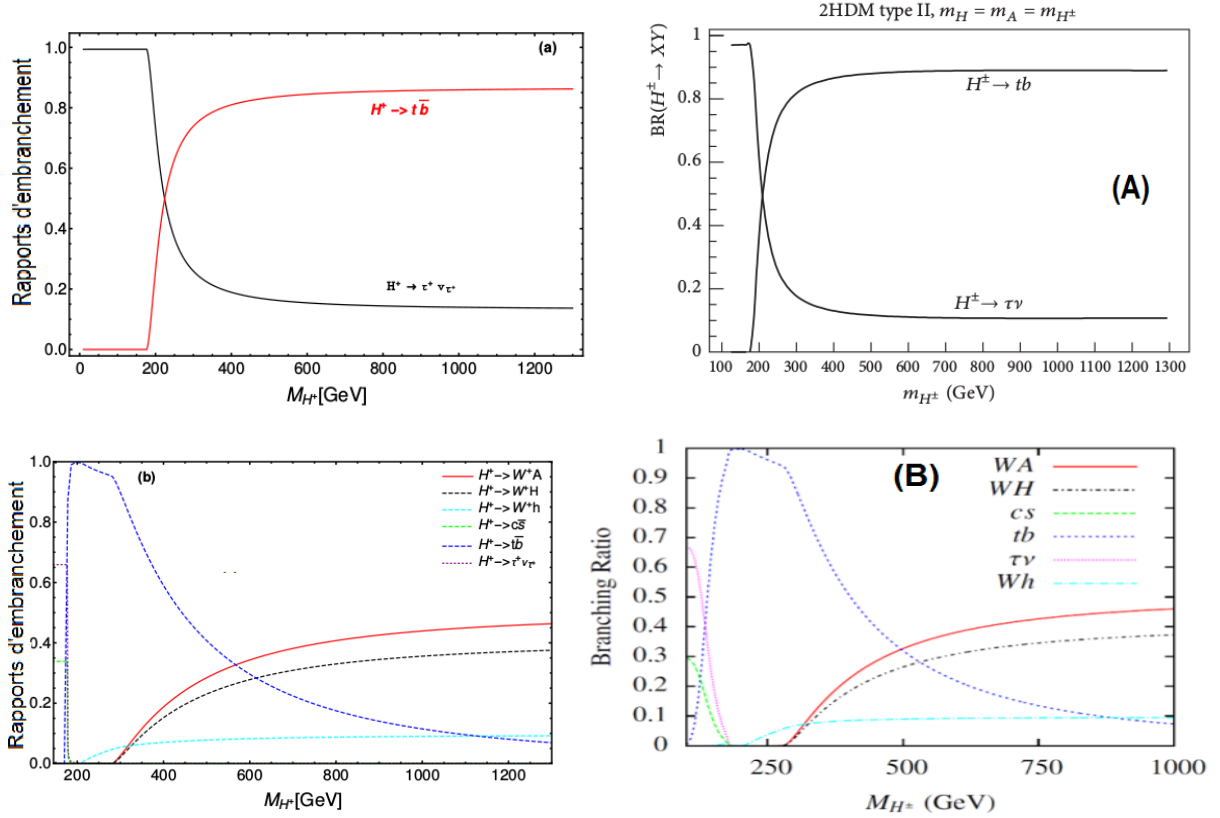 (a)
Rapports d'embranchement
1.0
0.8
0.6
0.4
0.2
0.0
H⁺ -> t b̅
H⁺ → τ⁺ ν_τ⁺
0 200 400 600 800 1000 1200
M_H⁺[GeV]
2HDM type II, m_H = m_A = m_H±
BR(H± → XY)
1
0.8
0.6
0.4
0.2
0
H± → tb
(A)
H± → τν
100 200 300 400 500 600 700 800 900 1000 1100 1200 1300
m_H± (GeV)
(b)
Rapports d'embranchement
1.0
0.8
0.6
0.4
0.2
0.0
H⁺->W⁺A
H⁺->W⁺H
H⁺->W⁺h
H⁺->cs̅
H⁺->tb̅
H⁺->τ⁺ν_τ⁺
200 400 600 800 1000 1200
M_H⁺[GeV]
(B)
Branching Ratio
1
0.9
0.8
0.7
0.6
0.5
0.4
0.3
0.2
0.1
0
WA
WH
cs
tb
τν
Wh
250 500 750 1000
M_H± (GeV)